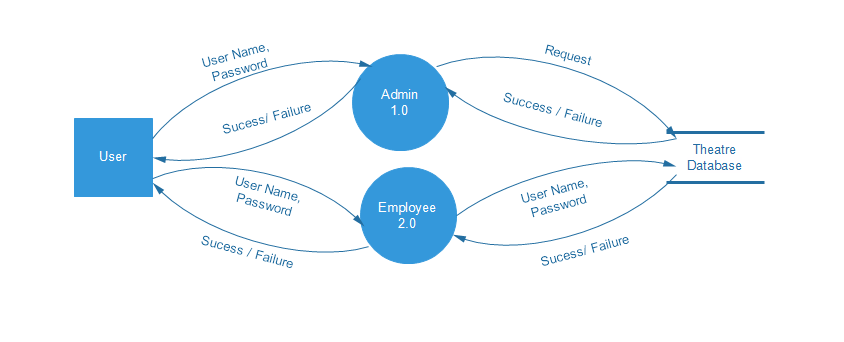 User Name,
Password
Request
Admin
1.0
Sucess/ Failure
Success / Failure
User
Theatre
Database
User Name,
Password
Employee
2.0
User Name,
Password
Sucess / Failure
Sucess/ Failure